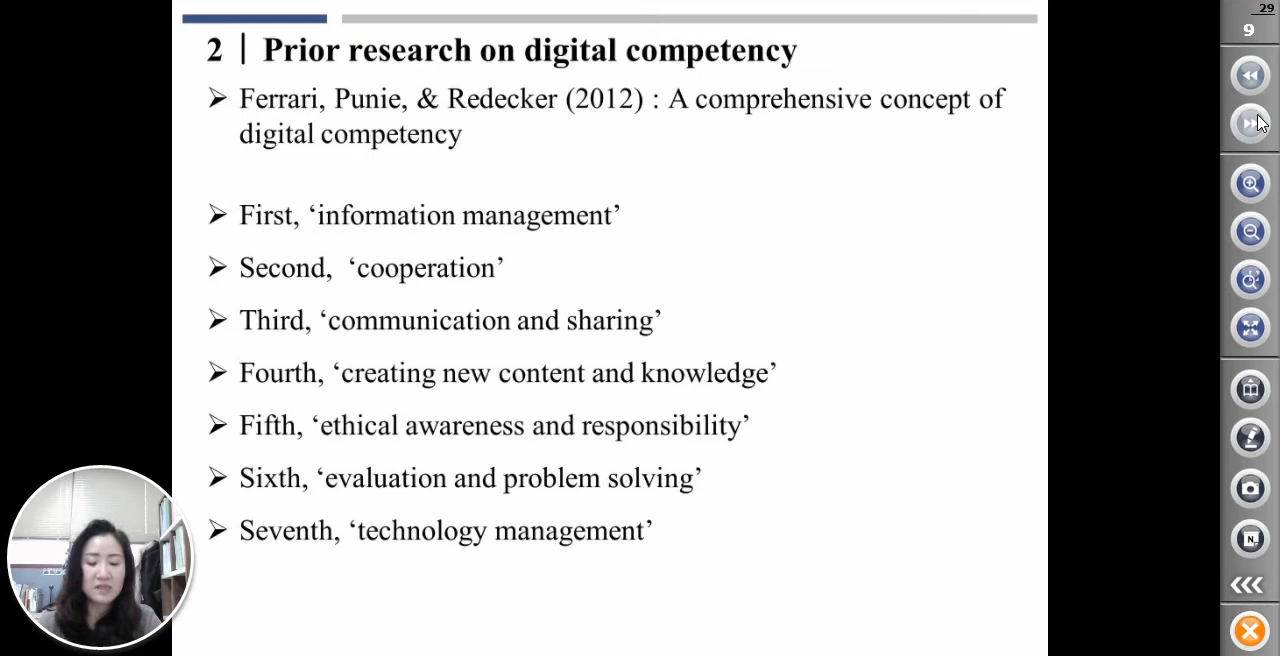 29
9
2 | Prior research on digital competency
➢ Ferrari, Punie, & Redecker (2012) : A comprehensive concept of
digital competency
➢ First, ‘information management’
➢ Second,  ‘cooperation’
➢ Third, ‘communication and sharing’
➢ Fourth, ‘creating new content and knowledge’
➢ Fifth, ‘ethical awareness and responsibility’
➢ Sixth, ‘evaluation and problem solving’
➢ Seventh, ‘technology management’
N